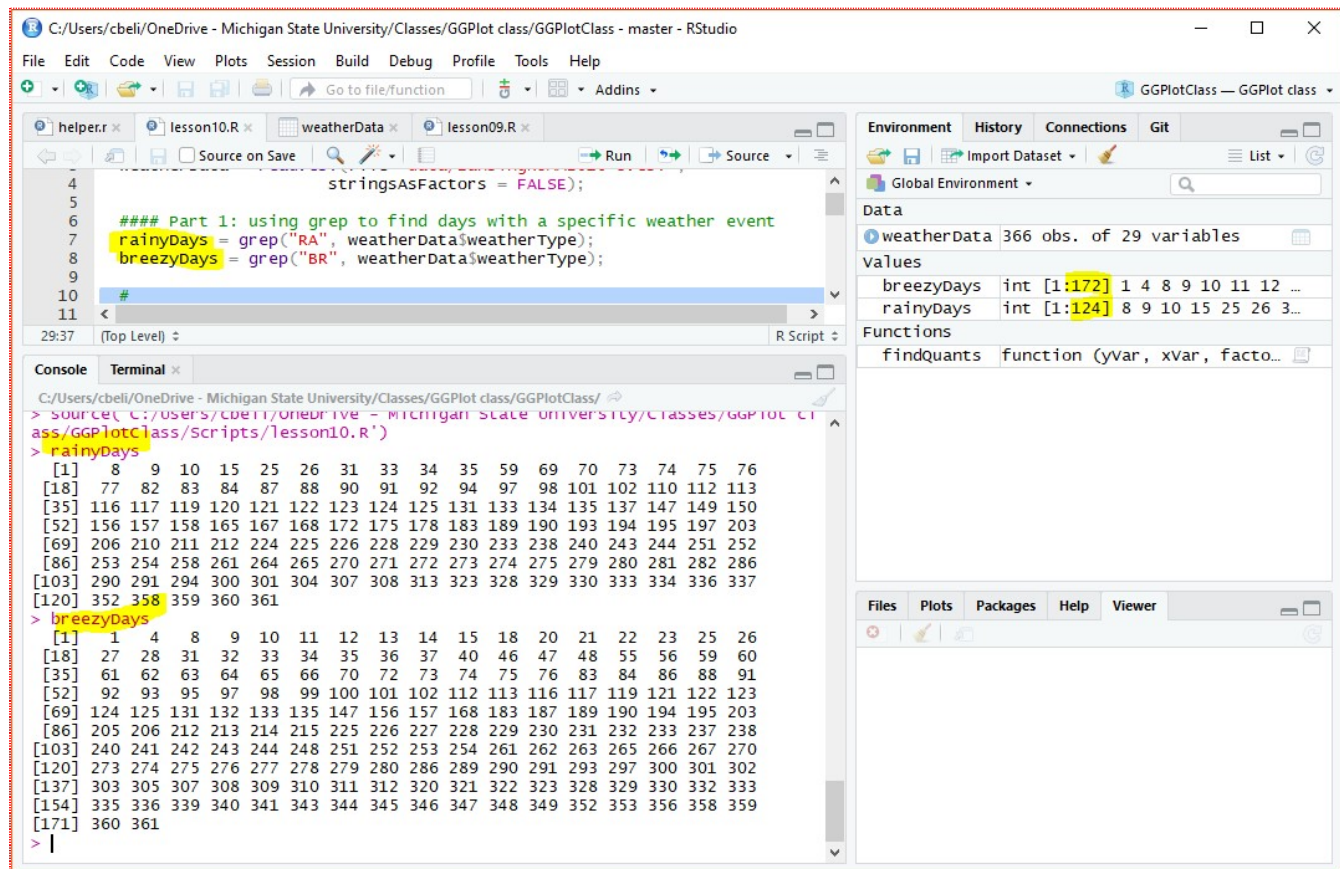 C:/Users/cbeli/OneDrive - Michigan State University/Classes/GGPlot class/GGPlotClass - master - RStudio
File Edit Code View Plots Session Build Debug Profile Tools Help
Go to file/function Addins GGPlotClass — GGPlot class
helper.r lesson10.R weatherData lesson09.R
Source on Save Run Source
4 stringsAsFactors = FALSE);
5
6 #### Part 1: using grep to find days with a specific weather event
7 rainyDays = grep("RA", weatherData$weatherType);
8 breezyDays = grep("BR", weatherData$weatherType);
9
10 #
11
29:37 (Top Level) R Script
Console Terminal
C:/Users/cbeli/OneDrive - Michigan State University/Classes/GGPlot class/GGPlotClass/
> source('C:/Users/cbeli/OneDrive - Michigan State University/Classes/GGPlot cl
ass/GGPlotClass/Scripts/lesson10.R')
> rainyDays
[1] 8 9 10 15 25 26 31 33 34 35 59 69 70 73 74 75 76
[18] 77 82 83 84 87 88 90 91 92 94 97 98 101 102 110 112 113
[35] 116 117 119 120 121 122 123 124 125 131 133 134 135 137 147 149 150
[52] 156 157 158 165 167 168 172 175 178 183 189 190 193 194 195 197 203
[69] 206 210 211 212 224 225 226 228 229 230 233 238 240 243 244 251 252
[86] 253 254 258 261 264 265 270 271 272 273 274 275 279 280 281 282 286
[103] 290 291 294 300 301 304 307 308 313 323 328 329 330 333 334 336 337
[120] 352 358 359 360 361
> breezyDays
[1] 1 4 8 9 10 11 12 13 14 15 18 20 21 22 23 25 26
[18] 27 28 31 32 33 34 35 36 37 40 46 47 48 55 56 59 60
[35] 61 62 63 64 65 66 70 72 73 74 75 76 83 84 86 88 91
[52] 92 93 95 97 98 99 100 101 102 112 113 116 117 119 121 122 123
[69] 124 125 131 132 133 135 147 156 157 168 183 187 189 190 194 195 203
[86] 205 206 212 213 214 215 225 226 227 228 229 230 231 232 233 237 238
[103] 240 241 242 243 244 248 251 252 253 254 261 262 263 265 266 267 270
[120] 273 274 275 276 277 278 279 280 286 289 290 291 293 297 300 301 302
[137] 303 305 307 308 309 310 311 312 320 321 322 323 328 329 330 332 333
[154] 335 336 339 340 341 343 344 345 346 347 348 349 352 353 356 358 359
[171] 360 361
>
Environment History Connections Git
Import Dataset List
Global Environment
Data
weatherData 366 obs. of 29 variables
Values
breezyDays int [1:172] 1 4 8 9 10 11 12 ...
rainyDays int [1:124] 8 9 10 15 25 26 3...
Functions
findQuants function (yVar, xVar, facto...
Files Plots Packages Help Viewer